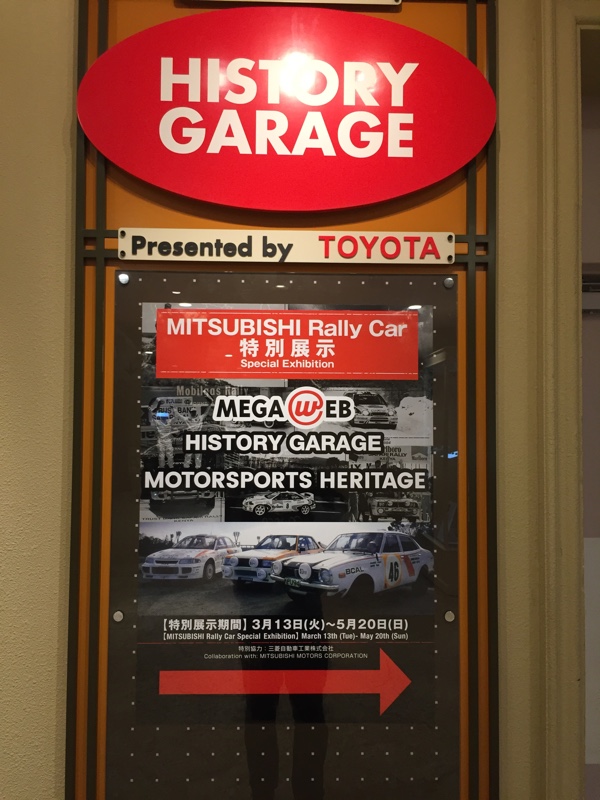 HISTORY
GARAGE
Presented by TOYOTA
MITSUBISHI Rally Car
特別展示
Special Exhibition
MEGA WEB
HISTORY GARAGE
MOTORSPORTS HERITAGE
BCAL
46
【特別展示期間】3月13日(火)〜5月20日(日)
【MITSUBISHI Rally Car Special Exhibition】March 13th (Tue)- May 20th (Sun)
特別協力：三菱自動車工業株式会社
Collaboration with: MITSUBISHI MOTORS CORPORATION